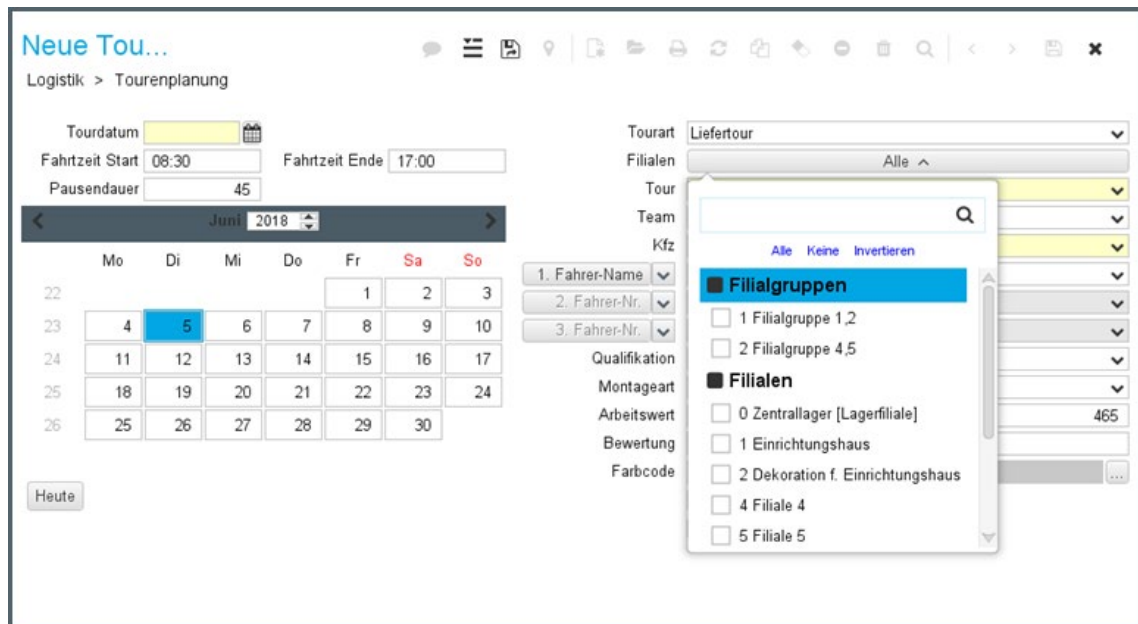 Neue Tou...
Logistik > Tourenplanung
Tourdatum
Fahrtzeit Start 08:30 Fahrtzeit Ende 17:00
Pausendauer 45
Juni 2018
Mo Di Mi Do Fr Sa So
22 1 2 3
23 4 5 6 7 8 9 10
24 11 12 13 14 15 16 17
25 18 19 20 21 22 23 24
26 25 26 27 28 29 30
Heute
Tourart Liefertour
Filialen Alle
Tour
Team
Kfz
1. Fahrer-Name
2. Fahrer-Nr.
3. Fahrer-Nr.
Qualifikation
Montageart
Arbeitswert 465
Bewertung
Farbcode ...
Alle Keine Invertieren
Filialgruppen
1 Filialgruppe 1,2
2 Filialgruppe 4,5
Filialen
0 Zentrallager [Lagerfiliale]
1 Einrichtungshaus
2 Dekoration f. Einrichtungshaus
4 Filiale 4
5 Filiale 5